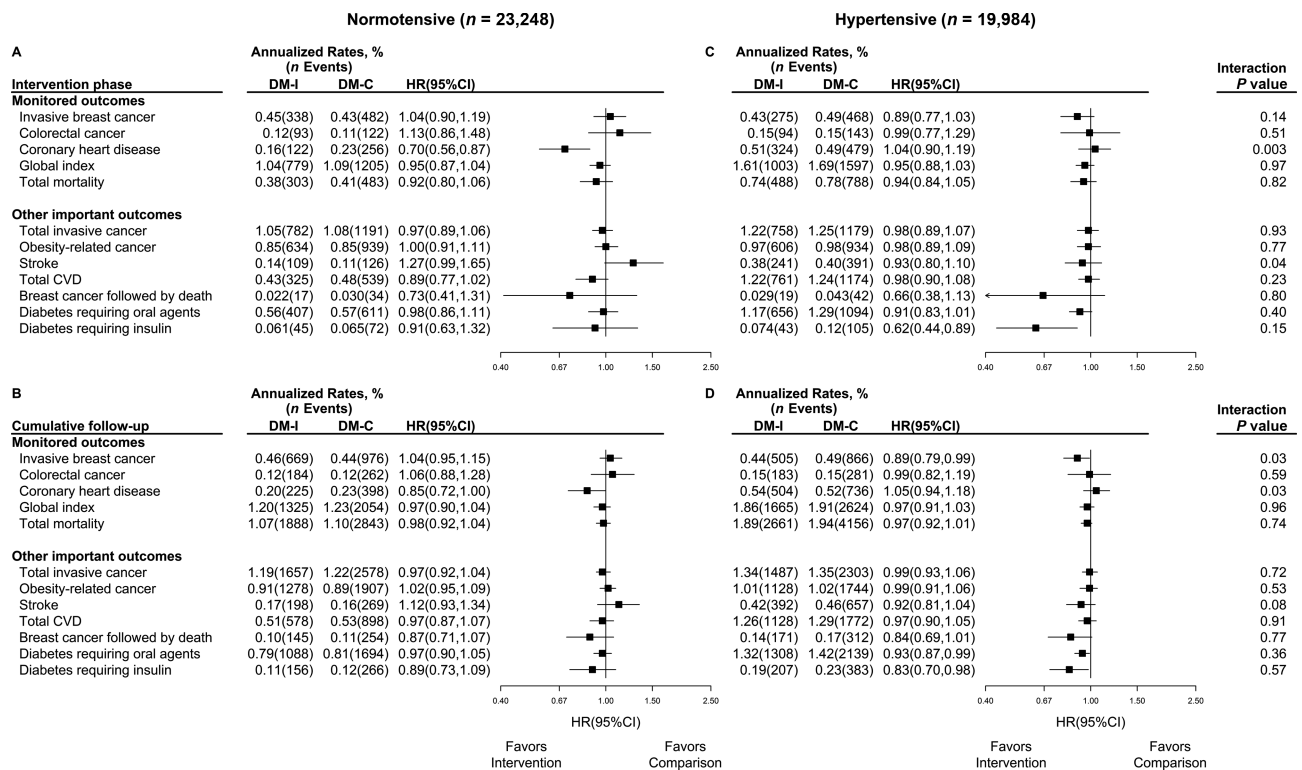 Normotensive (n = 23,248) Hypertensive (n = 19,984)
A Annualized Rates, % C Annualized Rates, %
(n Events) (n Events) Interaction
Intervention phase DM-I DM-C HR(95%CI) DM-I DM-C HR(95%CI) P value
Monitored outcomes
Invasive breast cancer 0.45(338) 0.43(482) 1.04(0.90,1.19) 0.43(275) 0.49(468) 0.89(0.77,1.03) 0.14
Colorectal cancer 0.12(93) 0.11(122) 1.13(0.86,1.48) 0.15(94) 0.15(143) 0.99(0.77,1.29) 0.51
Coronary heart disease 0.16(122) 0.23(256) 0.70(0.56,0.87) 0.51(324) 0.49(479) 1.04(0.90,1.19) 0.003
Global index 1.04(779) 1.09(1205) 0.95(0.87,1.04) 1.61(1003) 1.69(1597) 0.95(0.88,1.03) 0.97
Total mortality 0.38(303) 0.41(483) 0.92(0.80,1.06) 0.74(488) 0.78(788) 0.94(0.84,1.05) 0.82
Other important outcomes
Total invasive cancer 1.05(782) 1.08(1191) 0.97(0.89,1.06) 1.22(758) 1.25(1179) 0.98(0.89,1.07) 0.93
Obesity-related cancer 0.85(634) 0.85(939) 1.00(0.91,1.11) 0.97(606) 0.98(934) 0.98(0.89,1.09) 0.77
Stroke 0.14(109) 0.11(126) 1.27(0.99,1.65) 0.38(241) 0.40(391) 0.93(0.80,1.10) 0.04
Total CVD 0.43(325) 0.48(539) 0.89(0.77,1.02) 1.22(761) 1.24(1174) 0.98(0.90,1.08) 0.23
Breast cancer followed by death 0.022(17) 0.030(34) 0.73(0.41,1.31) 0.029(19) 0.043(42) 0.66(0.38,1.13) 0.80
Diabetes requiring oral agents 0.56(407) 0.57(611) 0.98(0.86,1.11) 1.17(656) 1.29(1094) 0.91(0.83,1.01) 0.40
Diabetes requiring insulin 0.061(45) 0.065(72) 0.91(0.63,1.32) 0.074(43) 0.12(105) 0.62(0.44,0.89) 0.15
0.40 0.67 1.00 1.50 2.50 0.40 0.67 1.00 1.50 2.50
B Annualized Rates, % D Annualized Rates, %
(n Events) (n Events) Interaction
Cumulative follow-up DM-I DM-C HR(95%CI) DM-I DM-C HR(95%CI) P value
Monitored outcomes
Invasive breast cancer 0.46(669) 0.44(976) 1.04(0.95,1.15) 0.44(505) 0.49(866) 0.89(0.79,0.99) 0.03
Colorectal cancer 0.12(184) 0.12(262) 1.06(0.88,1.28) 0.15(183) 0.15(281) 0.99(0.82,1.19) 0.59
Coronary heart disease 0.20(225) 0.23(398) 0.85(0.72,1.00) 0.54(504) 0.52(736) 1.05(0.94,1.18) 0.03
Global index 1.20(1325) 1.23(2054) 0.97(0.90,1.04) 1.86(1665) 1.91(2624) 0.97(0.91,1.03) 0.96
Total mortality 1.07(1888) 1.10(2843) 0.98(0.92,1.04) 1.89(2661) 1.94(4156) 0.97(0.92,1.01) 0.74
Other important outcomes
Total invasive cancer 1.19(1657) 1.22(2578) 0.97(0.92,1.04) 1.34(1487) 1.35(2303) 0.99(0.93,1.06) 0.72
Obesity-related cancer 0.91(1278) 0.89(1907) 1.02(0.95,1.09) 1.01(1128) 1.02(1744) 0.99(0.91,1.06) 0.53
Stroke 0.17(198) 0.16(269) 1.12(0.93,1.34) 0.42(392) 0.46(657) 0.92(0.81,1.04) 0.08
Total CVD 0.51(578) 0.53(898) 0.97(0.87,1.07) 1.26(1128) 1.29(1772) 0.97(0.90,1.05) 0.91
Breast cancer followed by death 0.10(145) 0.11(254) 0.87(0.71,1.07) 0.14(171) 0.17(312) 0.84(0.69,1.01) 0.77
Diabetes requiring oral agents 0.79(1088) 0.81(1694) 0.97(0.90,1.05) 1.32(1308) 1.42(2139) 0.93(0.87,0.99) 0.36
Diabetes requiring insulin 0.11(156) 0.12(266) 0.89(0.73,1.09) 0.19(207) 0.23(383) 0.83(0.70,0.98) 0.57
0.40 0.67 1.00 1.50 2.50 0.40 0.67 1.00 1.50 2.50
HR(95%CI) HR(95%CI)
Favors Favors Favors Favors
Intervention Comparison Intervention Comparison